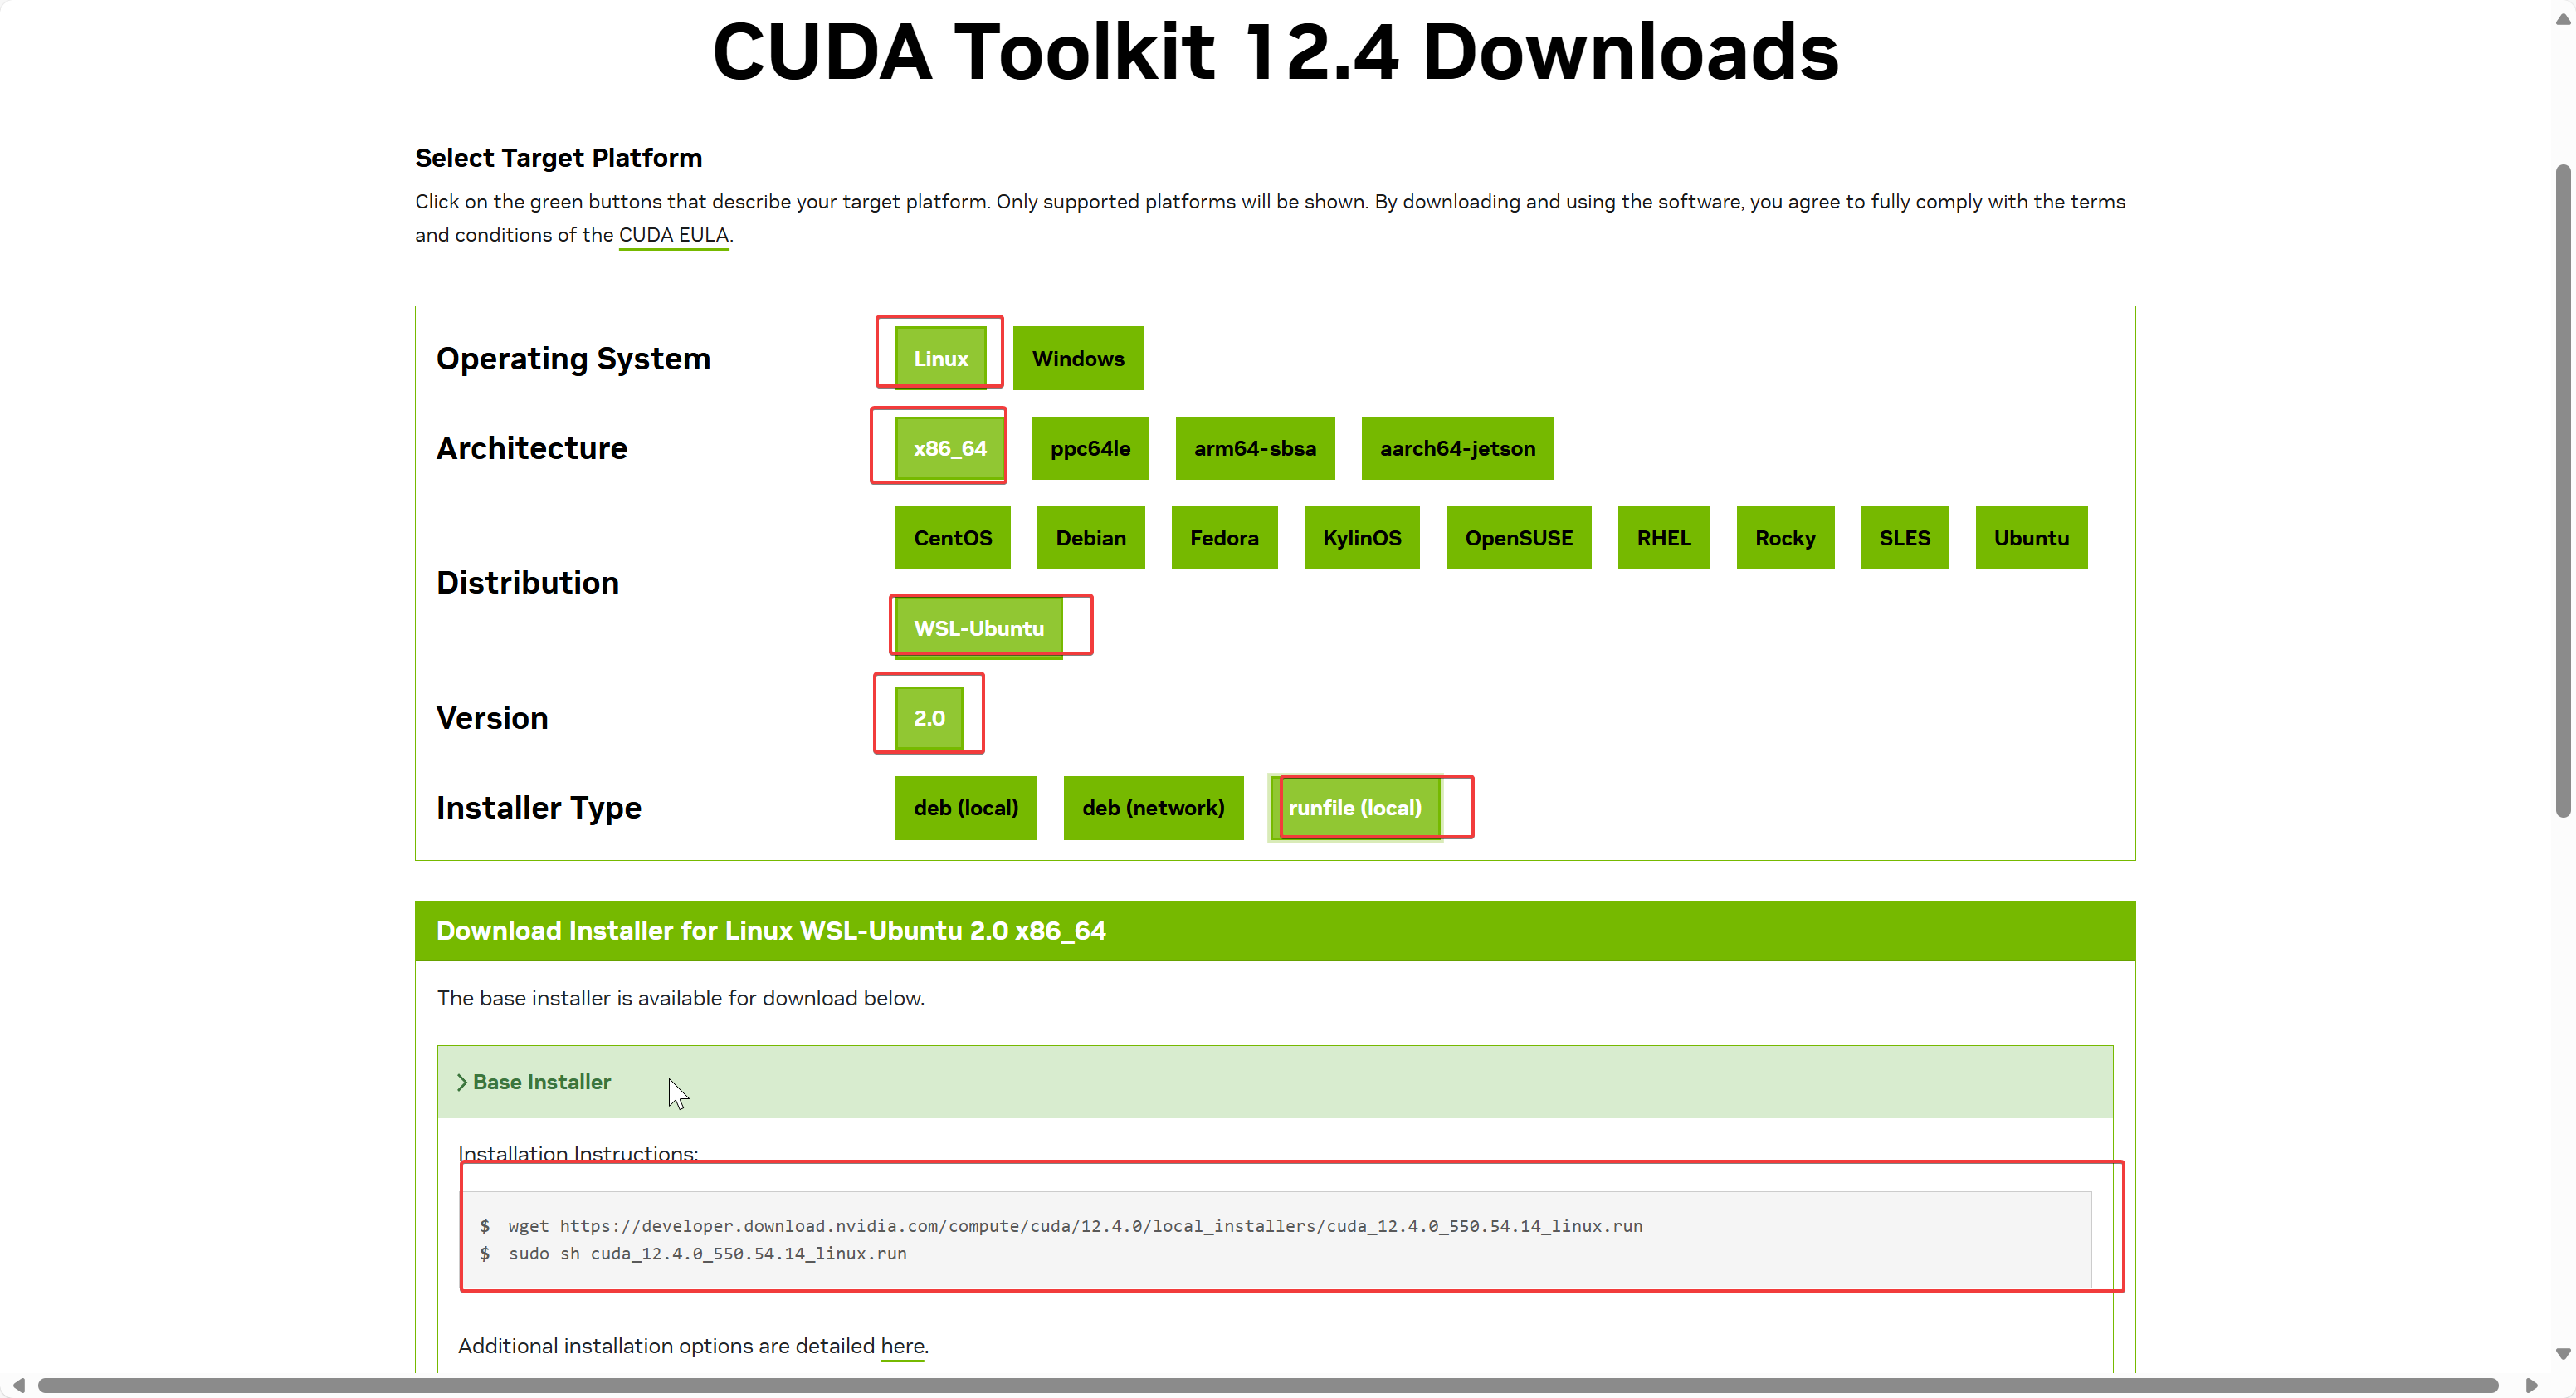 CUDA Toolkit 12.4 Downloads
Select Target Platform
Click on the green buttons that describe your target platform. Only supported platforms will be shown. By downloading and using the software, you agree to fully comply with the terms
and conditions of the CUDA EULA.
Operating System
Linux
Windows
Architecture
x86_64
ppc64le
arm64-sbsa
aarch64-jetson
Distribution
CentOS
Debian
Fedora
KylinOS
OpenSUSE
RHEL
Rocky
SLES
Ubuntu
WSL-Ubuntu
Version
2.0
Installer Type
deb (local)
deb (network)
runfile (local)
Download Installer for Linux WSL-Ubuntu 2.0 x86_64
The base installer is available for download below.
Base Installer
Installation Instructions:
$ wget https://developer.download.nvidia.com/compute/cuda/12.4.0/local_installers/cuda_12.4.0_550.54.14_linux.run
$ sudo sh cuda_12.4.0_550.54.14_linux.run
Additional installation options are detailed here.